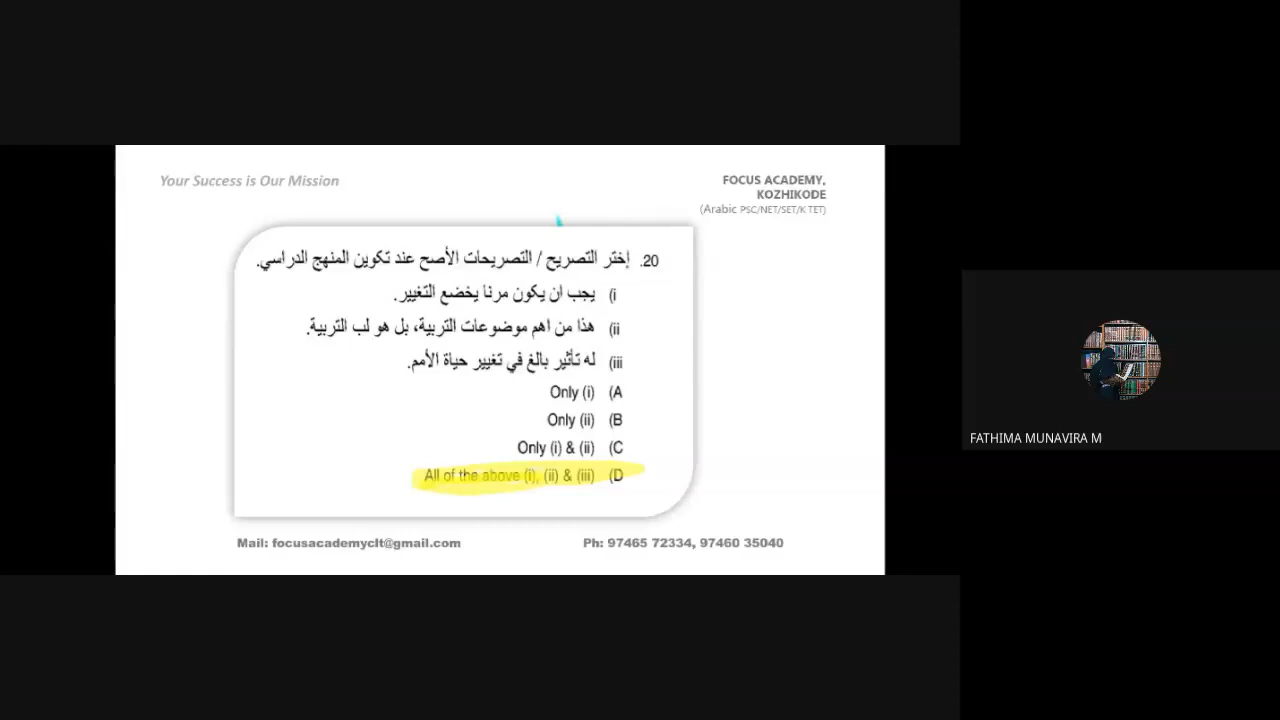 Your Success is Our Mission
FOCUS ACADEMY,
KOZHIKODE
(Arabic PSC/NET/SET/K TET)
20. إختر التصريح / التصريحات الأصح عند تكوين المنهج الدراسي.
i) يجب ان يكون مرنا يخضع التغيير.
ii) هذا من اهم موضوعات التربية، بل هو لب التربية.
iii) له تأثير بالغ في تغيير حياة الأمم.
A) Only (i)
B) Only (ii)
C) Only (i) & (ii)
D) All of the above (i), (ii) & (iii)
Mail: focusacademyclt@gmail.com
Ph: 97465 72334, 97460 35040
FATHIMA MUNAVIRA M